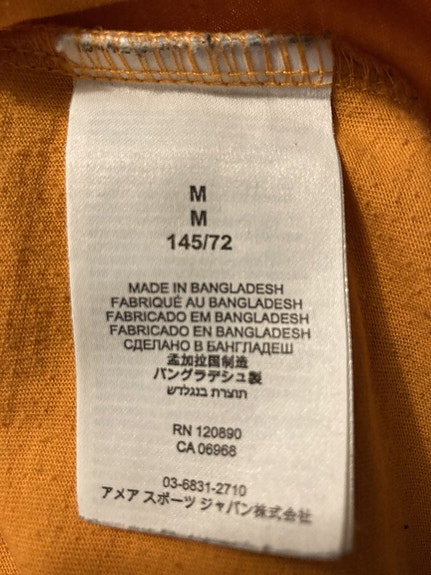 M
M
145/72
MADE IN BANGLADESH
FABRIQUÉ AU BANGLADESH
FABRICADO EM BANGLADESH
FABRICADO EN BANGLADESH
СДЕЛАНО В БАНГЛАДЕШ
孟加拉国制造
バングラデシュ製
תוצרת בנגלדש
RN 120890
CA 06968
03-6831-2710
アメア スポーツ ジャパン株式会社